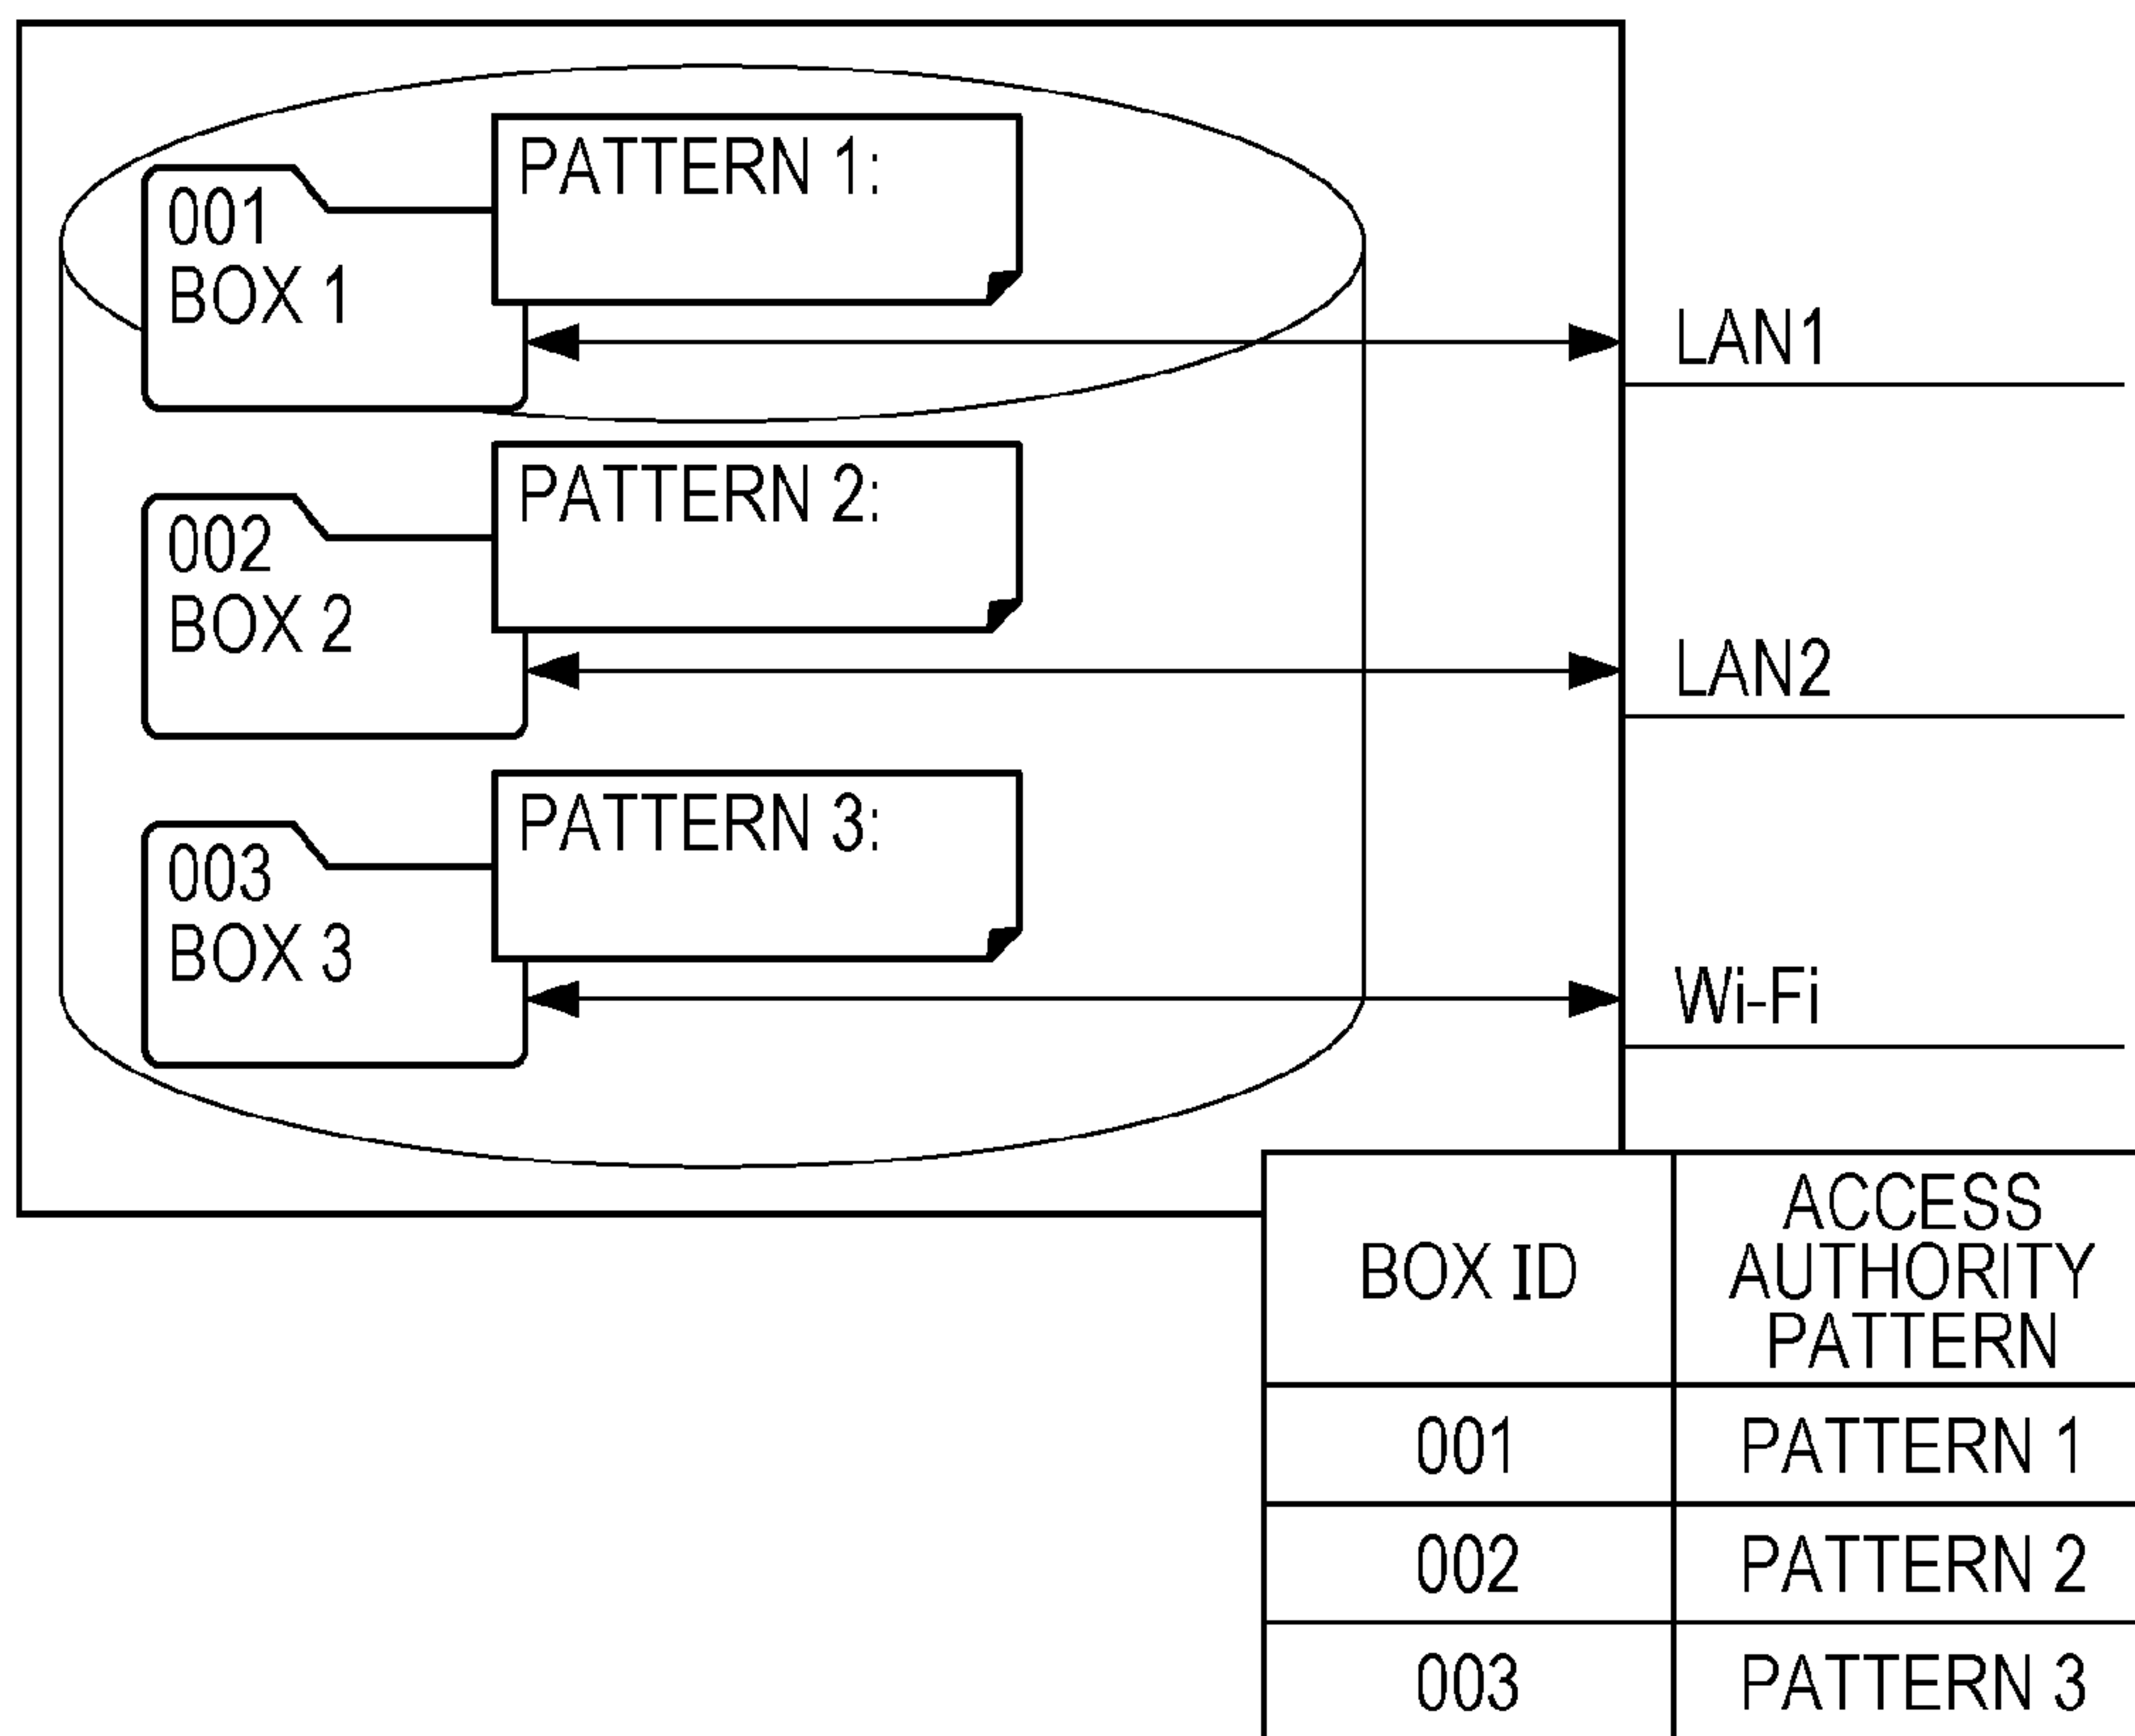 PATTERN 1:
001
BOX 1
LAN1
PATTERN 2:
002
BOX 2
LAN2
PATTERN 3:
003
BOX 3
Wi-Fi
BOX ID
ACCESS
AUTHORITY
PATTERN
001
PATTERN 1
002
PATTERN 2
003
PATTERN 3